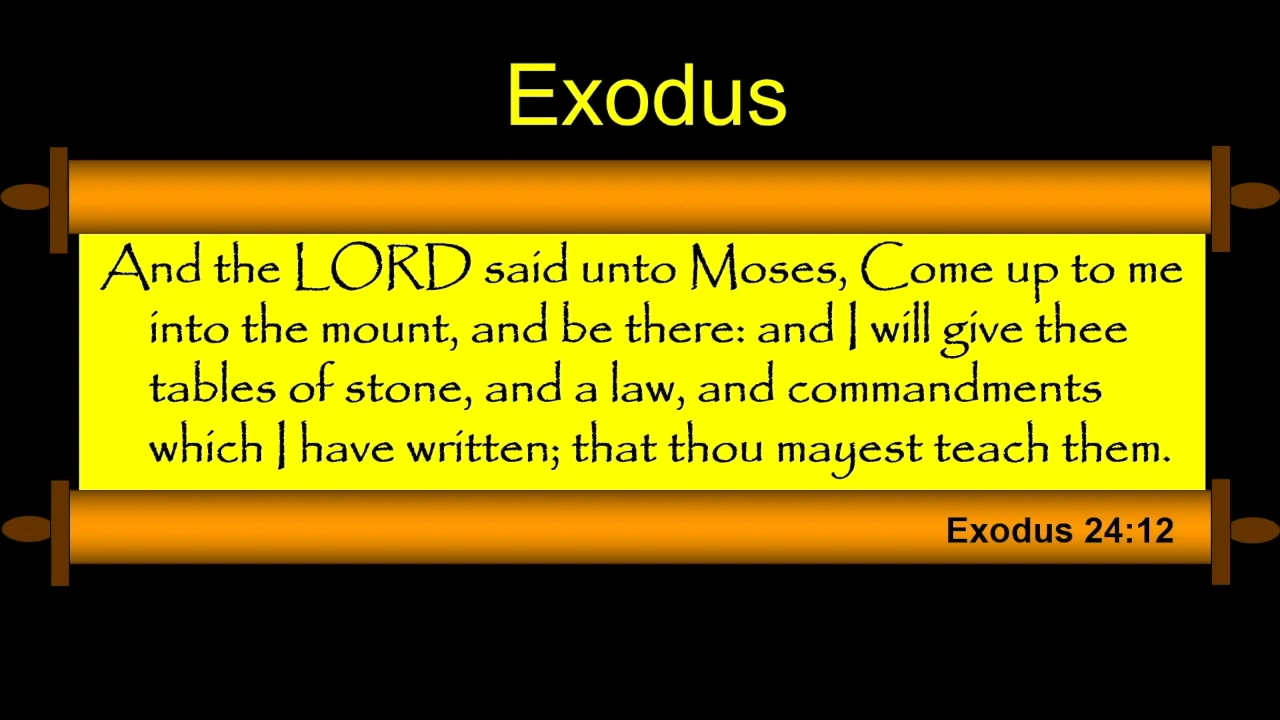 Exodus
And the LORD said unto Moses, Come up to me
into the mount, and be there: and I will give thee
tables of stone, and a law, and commandments
which I have written; that thou mayest teach them.
Exodus 24:12